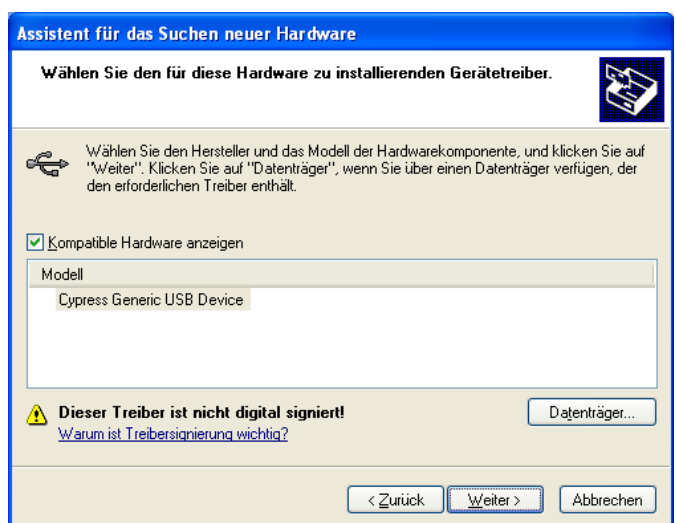 Assistent für das Suchen neuer Hardware
Wählen Sie den für diese Hardware zu installierenden Gerätetreiber.
Wählen Sie den Hersteller und das Modell der Hardwarekomponente, und klicken Sie auf
"Weiter". Klicken Sie auf "Datenträger", wenn Sie über einen Datenträger verfügen, der
den erforderlichen Treiber enthält.
Kompatible Hardware anzeigen
Modell
Cypress Generic USB Device
Dieser Treiber ist nicht digital signiert!
Datenträger...
Warum ist Treibersignierung wichtig?
< Zurück
Weiter >
Abbrechen